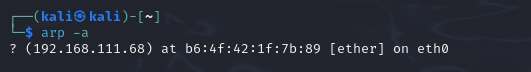 ┌──(kali㉿kali)-[~]
└─$ arp -a
? (192.168.111.68) at b6:4f:42:1f:7b:89 [ether] on eth0